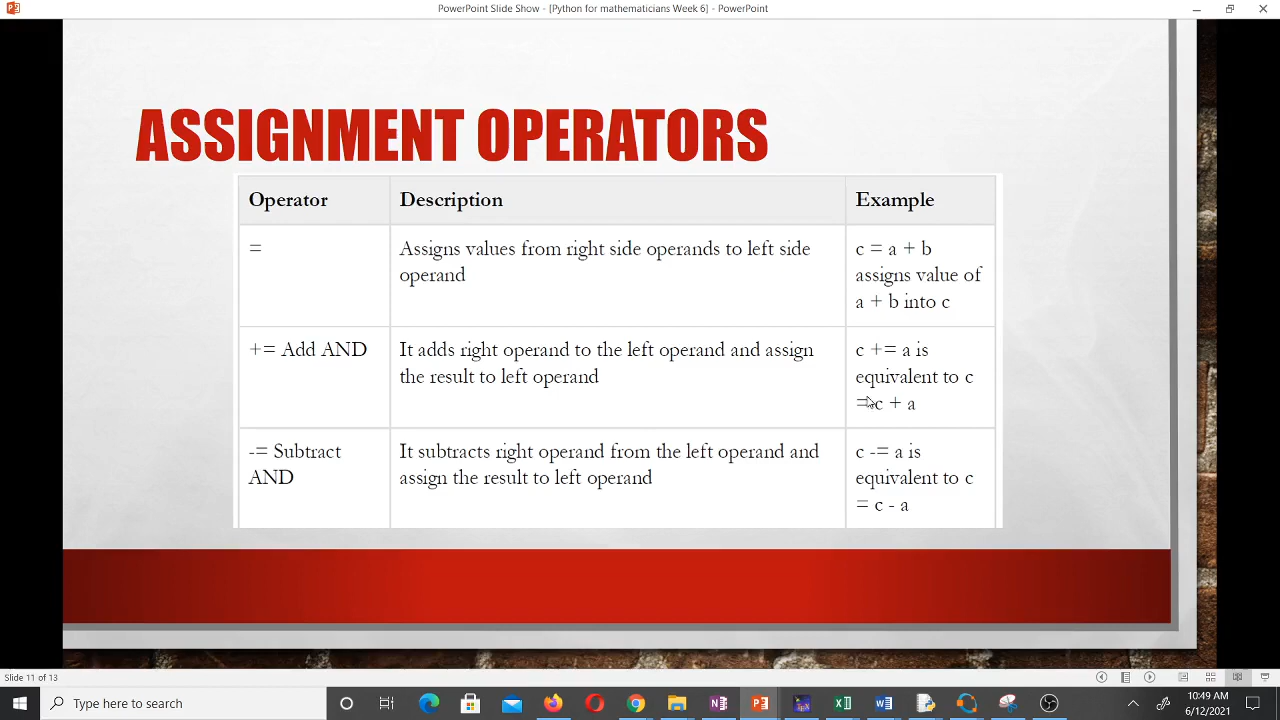 PowerPoint Slide Show - [Python for mathematicians Week 6] - PowerPoint
ASSIGNMENT OPERATORS
Operator Description Example
=
Assigns values from right side operands to left side
operand
c = a + b
assigns value of
a + b into c
+= Add AND
It adds right operand to the left operand and assign
the result to left operand
c += a is
equivalent to c
= c + a
-= Subtract
AND
It subtracts right operand from the left operand and
assign the result to left operand
c -= a is
equivalent to c
= c - a
Slide 11 of 13
Type here to search
10:49 AM
6/12/2021